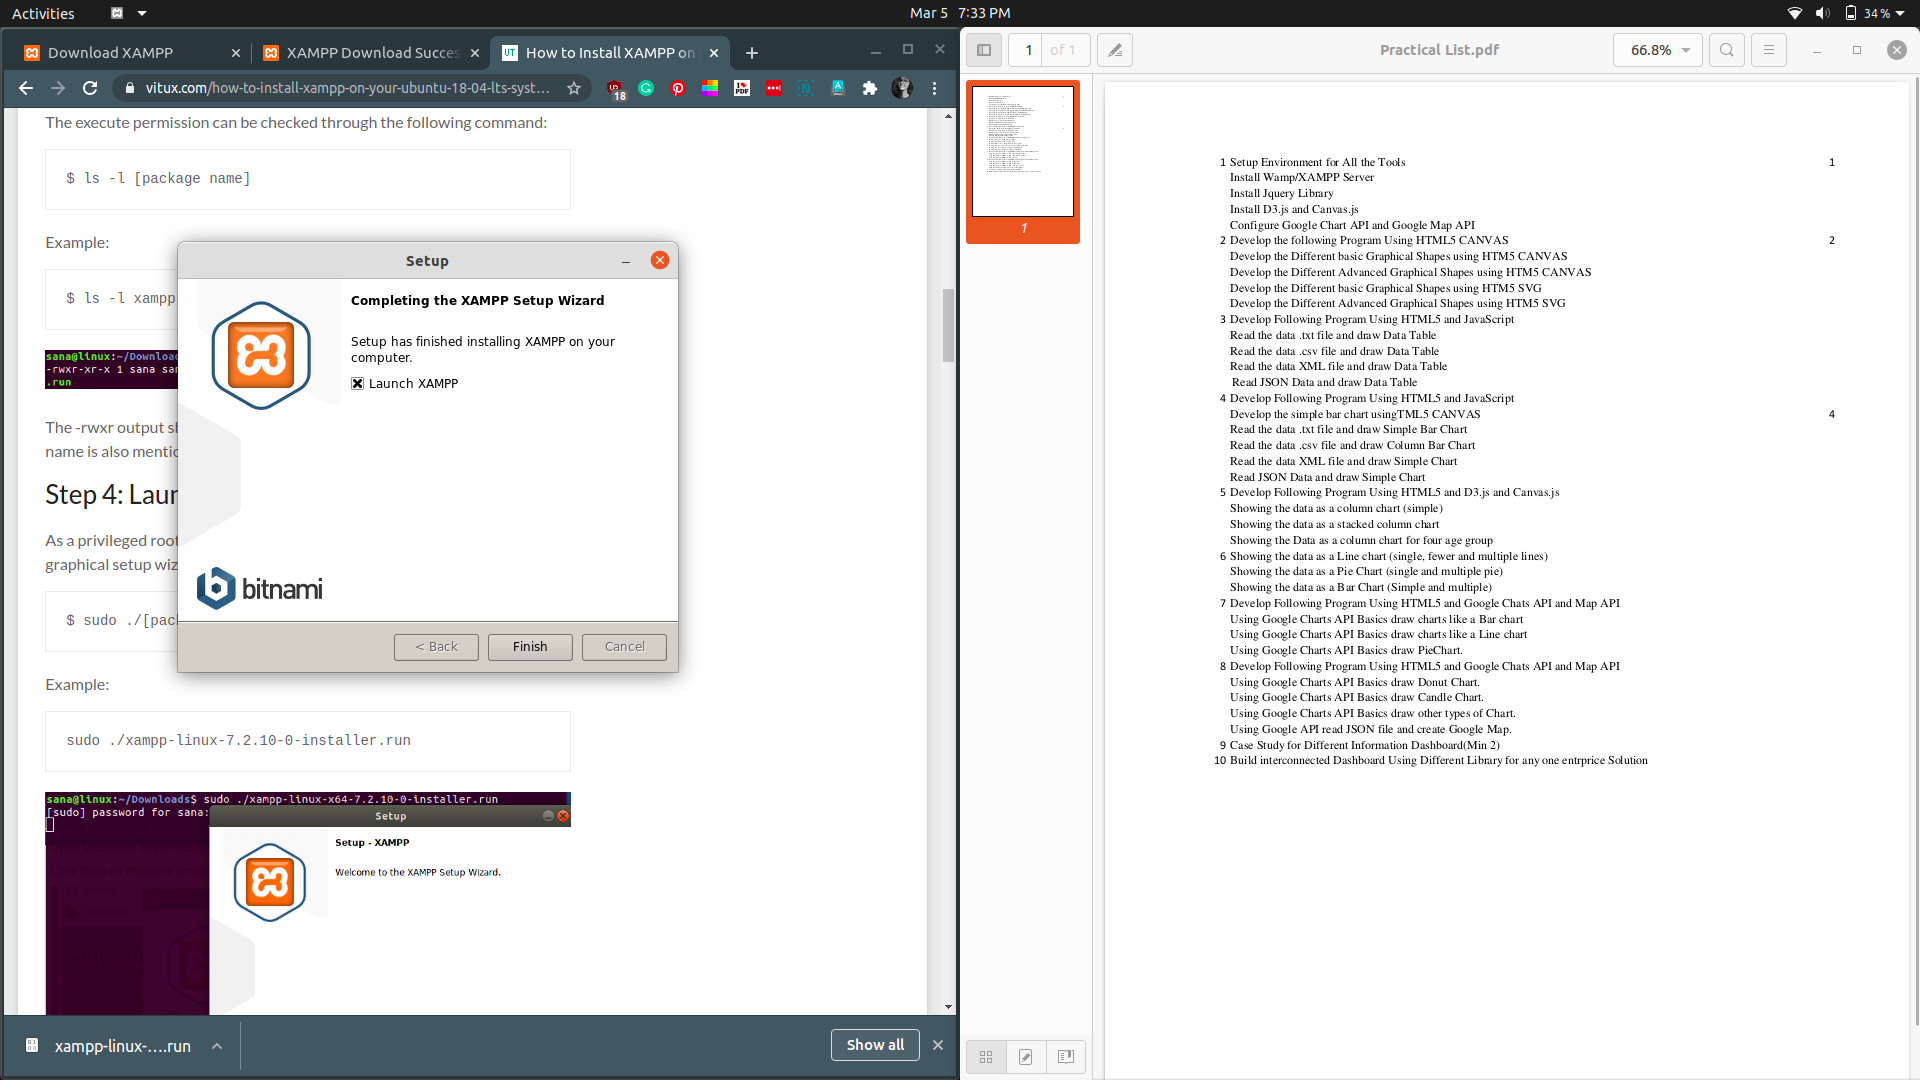 Activities
Mar 5 7:33 PM
34 %
Download XAMPP
XAMPP Download Succes
How to Install XAMPP on
vitux.com/how-to-install-xampp-on-your-ubuntu-18-04-lts-syst...
18
The execute permission can be checked through the following command:
$ ls -l [package name]
Example:
$ ls -l xampp
sana@linux:~/Download
-rwxr-xr-x 1 sana san
.run
The -rwxr output sh
name is also mentio
Step 4: Laun
As a privileged root
graphical setup wiz
$ sudo ./[pac
Example:
sudo ./xampp-linux-7.2.10-0-installer.run
sana@linux:~/Downloads$ sudo ./xampp-linux-x64-7.2.10-0-installer.run
[sudo] password for sana:
Setup
Setup - XAMPP
Welcome to the XAMPP Setup Wizard.
Setup
Completing the XAMPP Setup Wizard
Setup has finished installing XAMPP on your
computer.
Launch XAMPP
bitnami
< Back
Finish
Cancel
xampp-linux-....run
Show all
1 of 1
Practical List.pdf
66.8%
1
1 Setup Environment for All the Tools 1
Install Wamp/XAMPP Server
Install Jquery Library
Install D3.js and Canvas.js
Configure Google Chart API and Google Map API
2 Develop the following Program Using HTML5 CANVAS 2
Develop the Different basic Graphical Shapes using HTM5 CANVAS
Develop the Different Advanced Graphical Shapes using HTM5 CANVAS
Develop the Different basic Graphical Shapes using HTM5 SVG
Develop the Different Advanced Graphical Shapes using HTM5 SVG
3 Develop Following Program Using HTML5 and JavaScript
Read the data .txt file and draw Data Table
Read the data .csv file and draw Data Table
Read the data XML file and draw Data Table
Read JSON Data and draw Data Table
4 Develop Following Program Using HTML5 and JavaScript
Develop the simple bar chart usingTML5 CANVAS 4
Read the data .txt file and draw Simple Bar Chart
Read the data .csv file and draw Column Bar Chart
Read the data XML file and draw Simple Chart
Read JSON Data and draw Simple Chart
5 Develop Following Program Using HTML5 and D3.js and Canvas.js
Showing the data as a column chart (simple)
Showing the data as a stacked column chart
Showing the Data as a column chart for four age group
6 Showing the data as a Line chart (single, fewer and multiple lines)
Showing the data as a Pie Chart (single and multiple pie)
Showing the data as a Bar Chart (Simple and multiple)
7 Develop Following Program Using HTML5 and Google Chats API and Map API
Using Google Charts API Basics draw charts like a Bar chart
Using Google Charts API Basics draw charts like a Line chart
Using Google Charts API Basics draw PieChart.
8 Develop Following Program Using HTML5 and Google Chats API and Map API
Using Google Charts API Basics draw Donut Chart.
Using Google Charts API Basics draw Candle Chart.
Using Google Charts API Basics draw other types of Chart.
Using Google API read JSON file and create Google Map.
9 Case Study for Different Information Dashboard(Min 2)
10 Build interconnected Dashboard Using Different Library for any one entrprice Solution